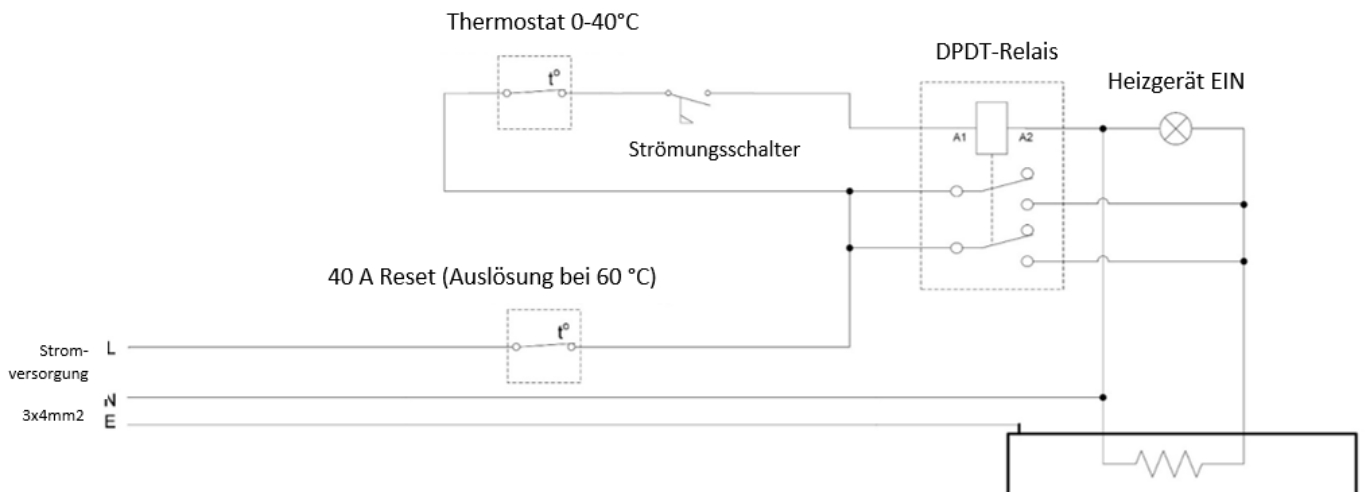 Thermostat 0-40°C
DPDT-Relais
Heizgerät EIN
t°
A1
A2
Strömungsschalter
40 A Reset (Auslösung bei 60 °C)
t°
Strom-
versorgung
L
N
3x4mm2
E